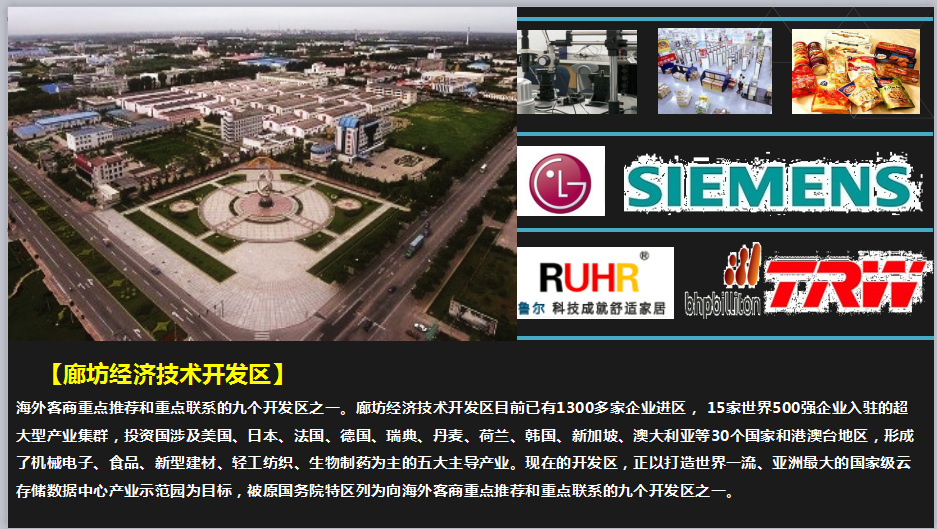 LG
SIEMENS
RUHR®
鲁尔 科技成就舒适家居
bhpbilliton
TRW
【廊坊经济技术开发区】
海外客商重点推荐和重点联系的九个开发区之一。廊坊经济技术开发区目前已有1300多家企业进区， 15家世界500强企业入驻的超
大型产业集群，投资国涉及美国、日本、法国、德国、瑞典、丹麦、荷兰、韩国、新加坡、澳大利亚等30个国家和港澳台地区，形成
了机械电子、食品、新型建材、轻工纺织、生物制药为主的五大主导产业。现在的开发区，正以打造世界一流、亚洲最大的国家级云
存储数据中心产业示范园为目标，被原国务院特区列为向海外客商重点推荐和重点联系的九个开发区之一。